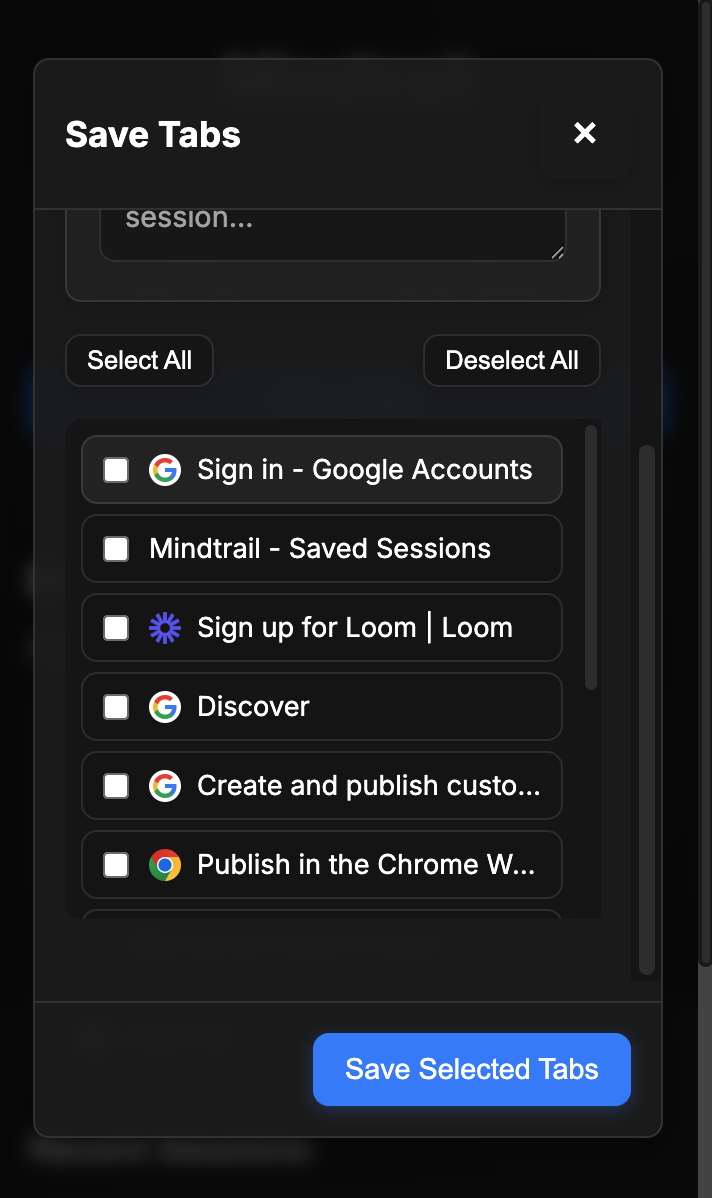 Save Tabs
session...
Select All
Deselect All
Sign in - Google Accounts
Mindtrail - Saved Sessions
Sign up for Loom | Loom
Discover
Create and publish custo...
Publish in the Chrome W...
Save Selected Tabs